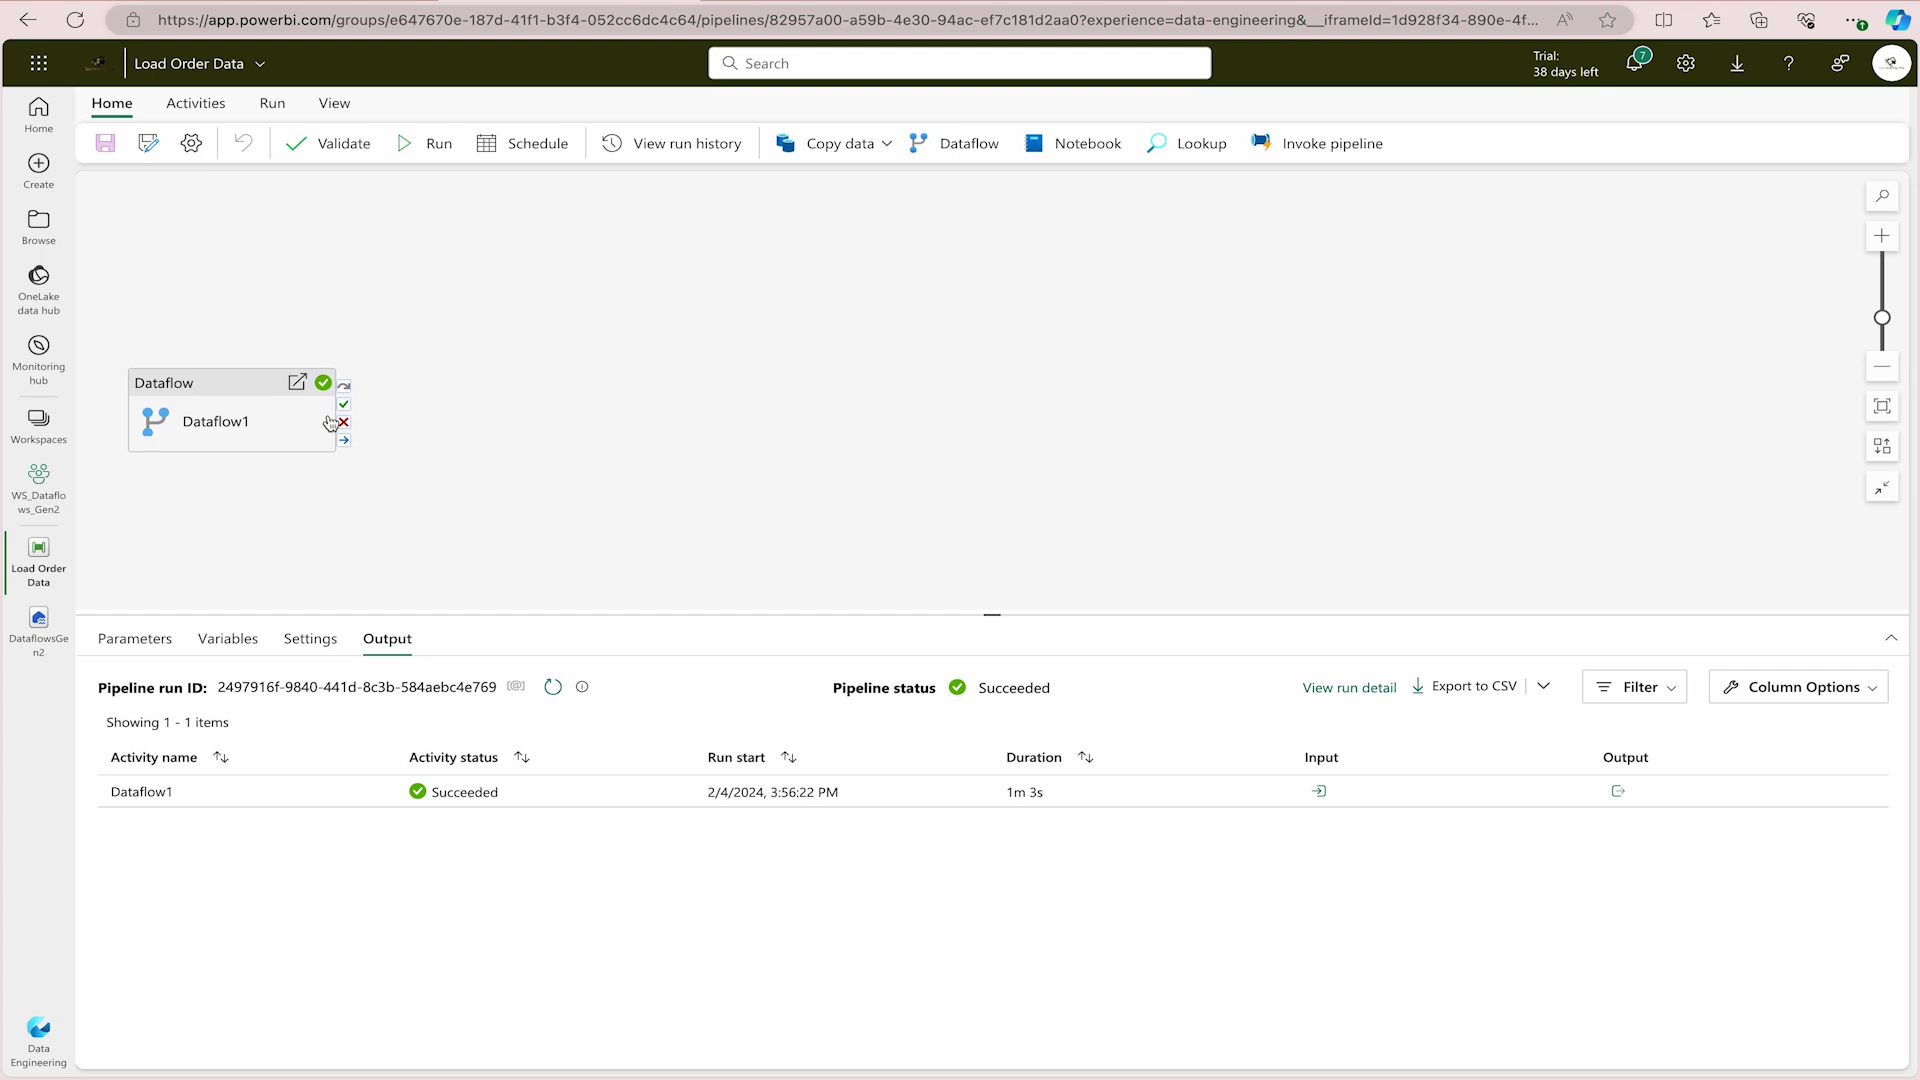 https://app.powerbi.com/groups/e647670e-187d-41f1-b3f4-052cc6dc4c64/pipelines/82957a00-a59b-4e30-94ac-ef7c181d2aa0?experience=data-engineering&__iframeId=1d928f34-890e-4f...
Load Order Data
Search
Trial:
38 days left
7
Home
Activities
Run
View
Validate
Run
Schedule
View run history
Copy data
Dataflow
Notebook
Lookup
Invoke pipeline
Home
Create
Browse
OneLake
data hub
Monitoring
hub
Workspaces
WS_Dataflo
ws_Gen2
Load Order
Data
DataflowsGe
n2
Data
Engineering
Dataflow
Dataflow1
Parameters
Variables
Settings
Output
Pipeline run ID: 2497916f-9840-441d-8c3b-584aebc4e769
Pipeline status
Succeeded
View run detail
Export to CSV
Filter
Column Options
Showing 1 - 1 items
Activity name
Activity status
Run start
Duration
Input
Output
Dataflow1
Succeeded
2/4/2024, 3:56:22 PM
1m 3s